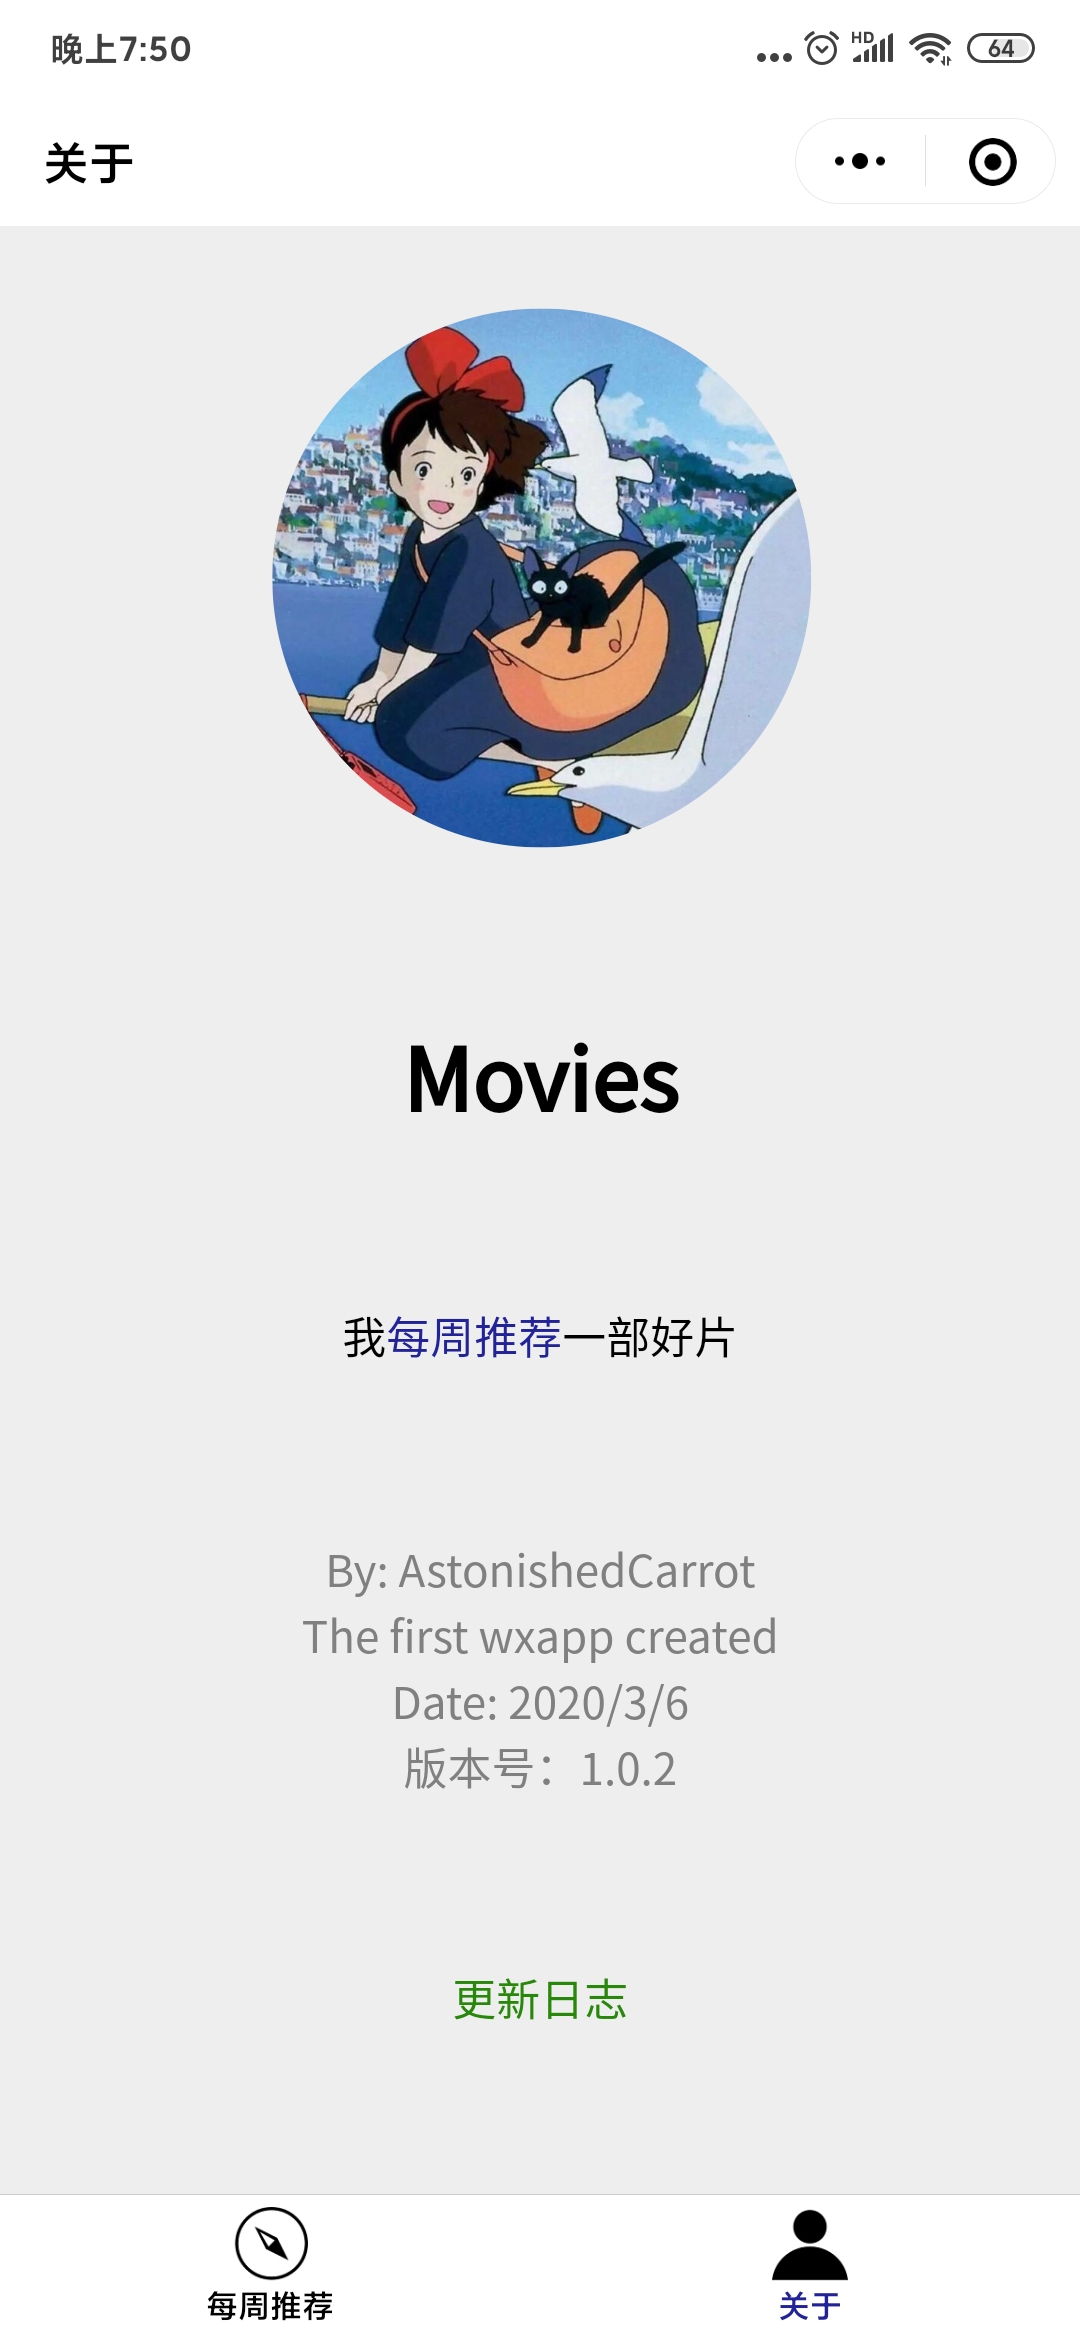 晚上7:50
HD
64
关于
Movies
我每周推荐一部好片
By: AstonishedCarrot
The first wxapp created
Date: 2020/3/6
版本号：1.0.2
更新日志
每周推荐
关于